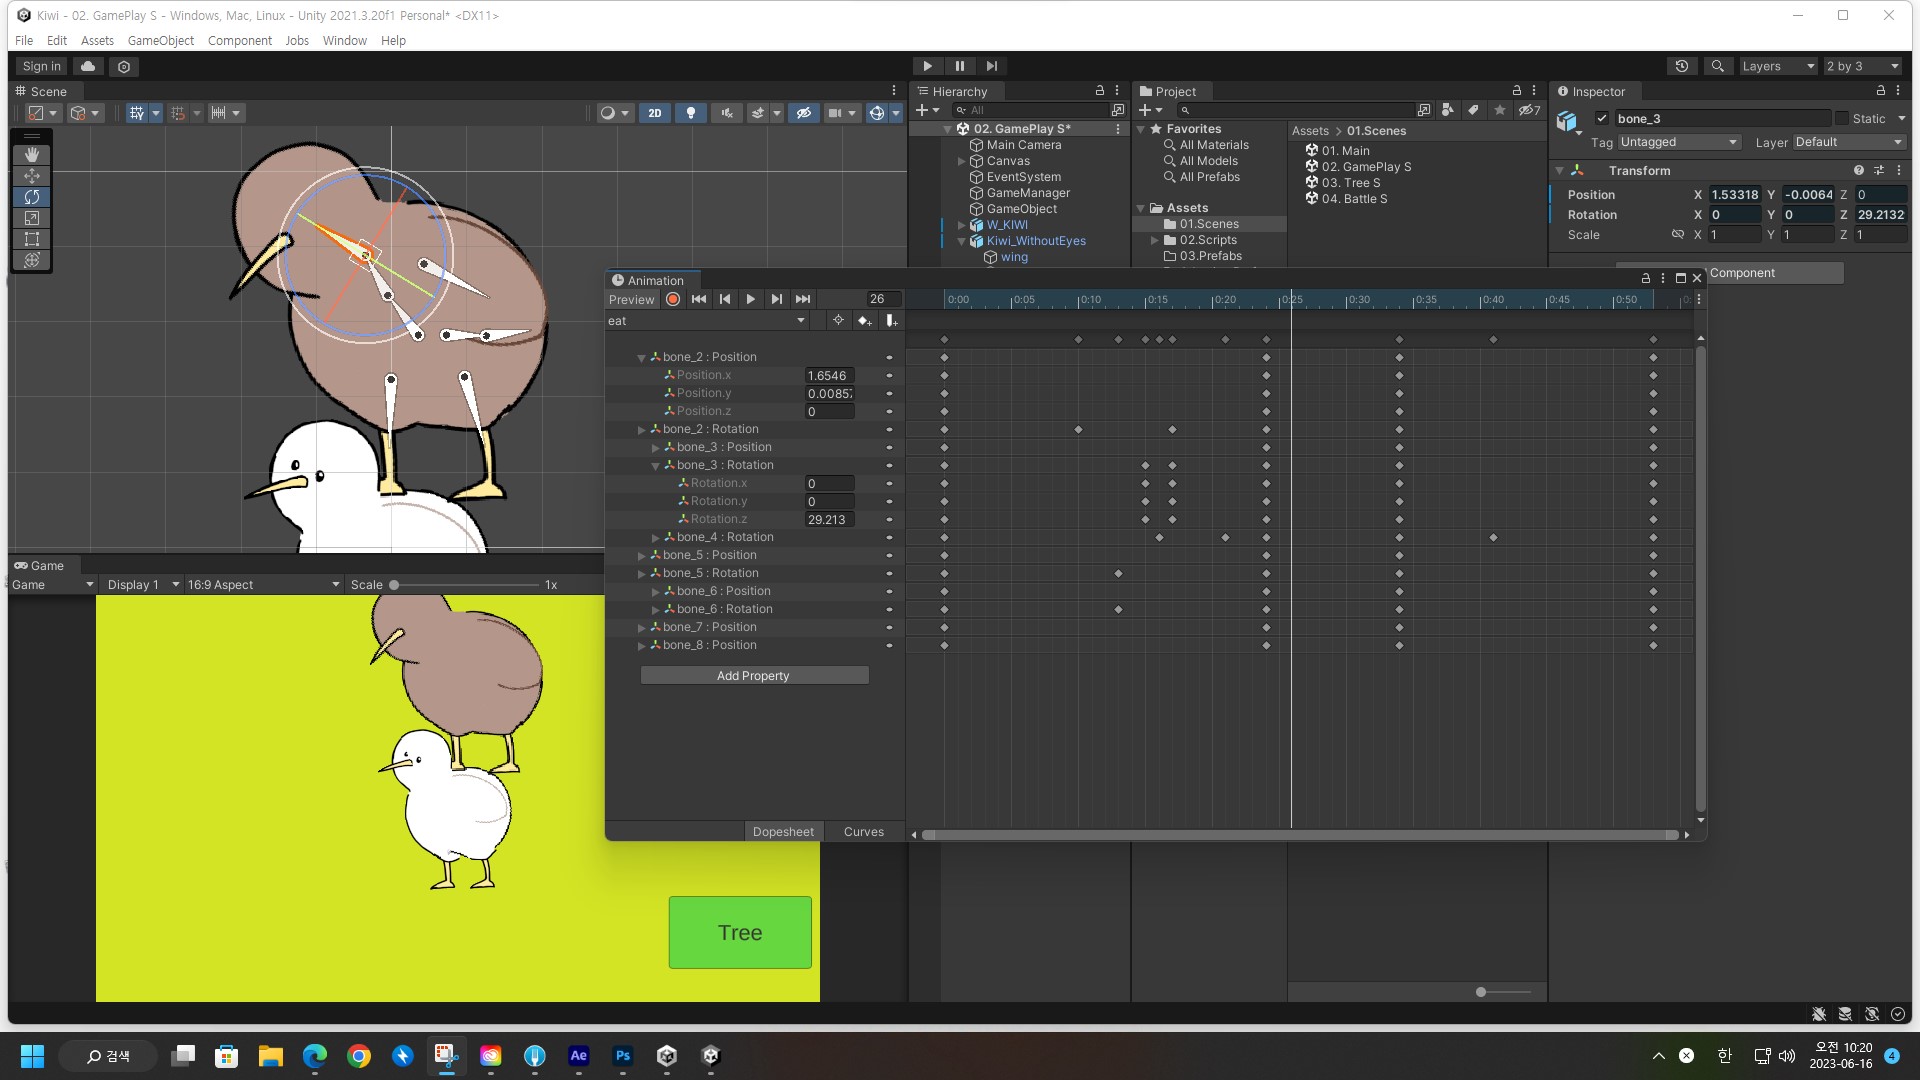 Kiwi - 02. GamePlay S - Windows, Mac, Linux - Unity 2021.3.20f1 Personal* <DX11>
File Edit Assets GameObject Component Jobs Window Help
Sign in
Layers
2 by 3
Scene
2D
Hierarchy
All
02. GamePlay S*
Main Camera
Canvas
EventSystem
GameManager
GameObject
W_KIWI
Kiwi_WithoutEyes
wing
Project
7
Favorites
All Materials
All Models
All Prefabs
Assets
01.Scenes
02.Scripts
03.Prefabs
Assets > 01.Scenes
01. Main
02. GamePlay S
03. Tree S
04. Battle S
Inspector
bone_3
Static
Tag Untagged
Layer Default
Transform
Position X 1.53318 Y -0.0064 Z 0
Rotation X 0 Y 0 Z 29.2132
Scale X 1 Y 1 Z 1
Component
Animation
Preview 26
0:00 0:05 0:10 0:15 0:20 0:25 0:30 0:35 0:40 0:45 0:50
eat
bone_2 : Position
Position.x 1.6546
Position.y 0.0085
Position.z 0
bone_2 : Rotation
bone_3 : Position
bone_3 : Rotation
Rotation.x 0
Rotation.y 0
Rotation.z 29.213
bone_4 : Rotation
bone_5 : Position
bone_5 : Rotation
bone_6 : Position
bone_6 : Rotation
bone_7 : Position
bone_8 : Position
Add Property
Dopesheet Curves
Game
Game Display 1 16:9 Aspect Scale 1x
Tree
검색
Ae
Ps
한
오전 10:20
2023-06-16
4